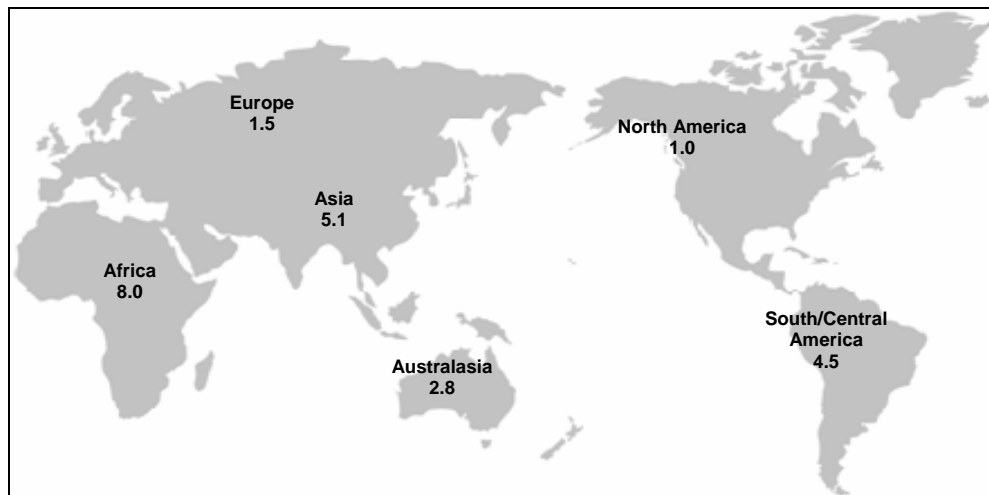 Europe
1.5
North America
1.0
Asia
5.1
Africa
8.0
South/Central
America
4.5
Australasia
2.8